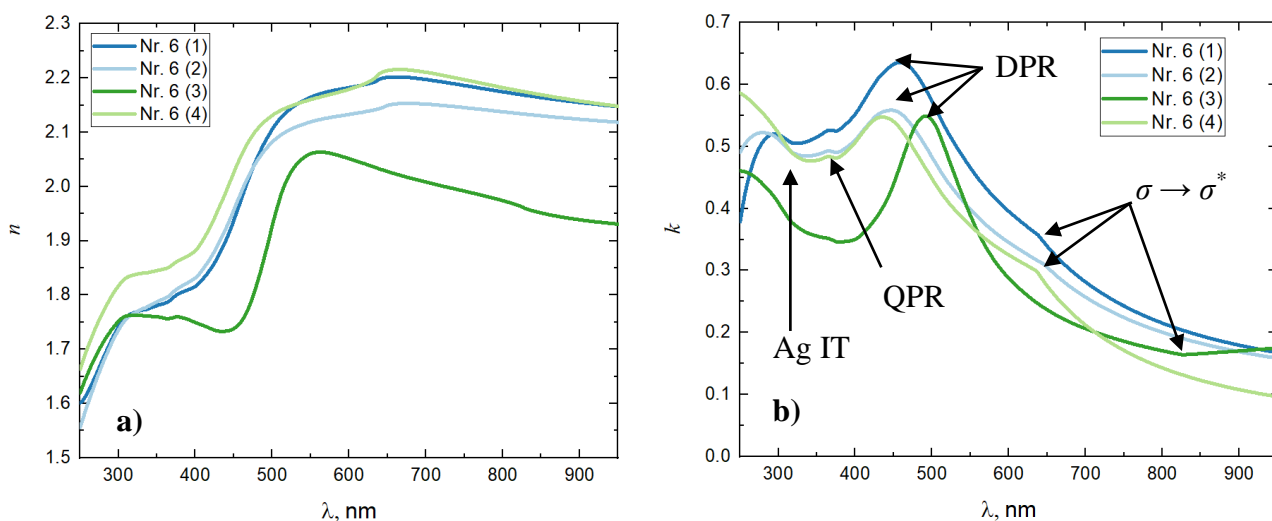 Nr. 6 (1)
Nr. 6 (2)
Nr. 6 (3)
Nr. 6 (4)
2.3
2.2
2.1
2.0
1.9
1.8
1.7
1.6
1.5
n
300 400 500 600 700 800 900
λ, nm
a)
Nr. 6 (1)
Nr. 6 (2)
Nr. 6 (3)
Nr. 6 (4)
0.7
0.6
0.5
0.4
0.3
0.2
0.1
0.0
k
DPR
σ → σ*
QPR
Ag IT
b)
300 400 500 600 700 800 900
λ, nm